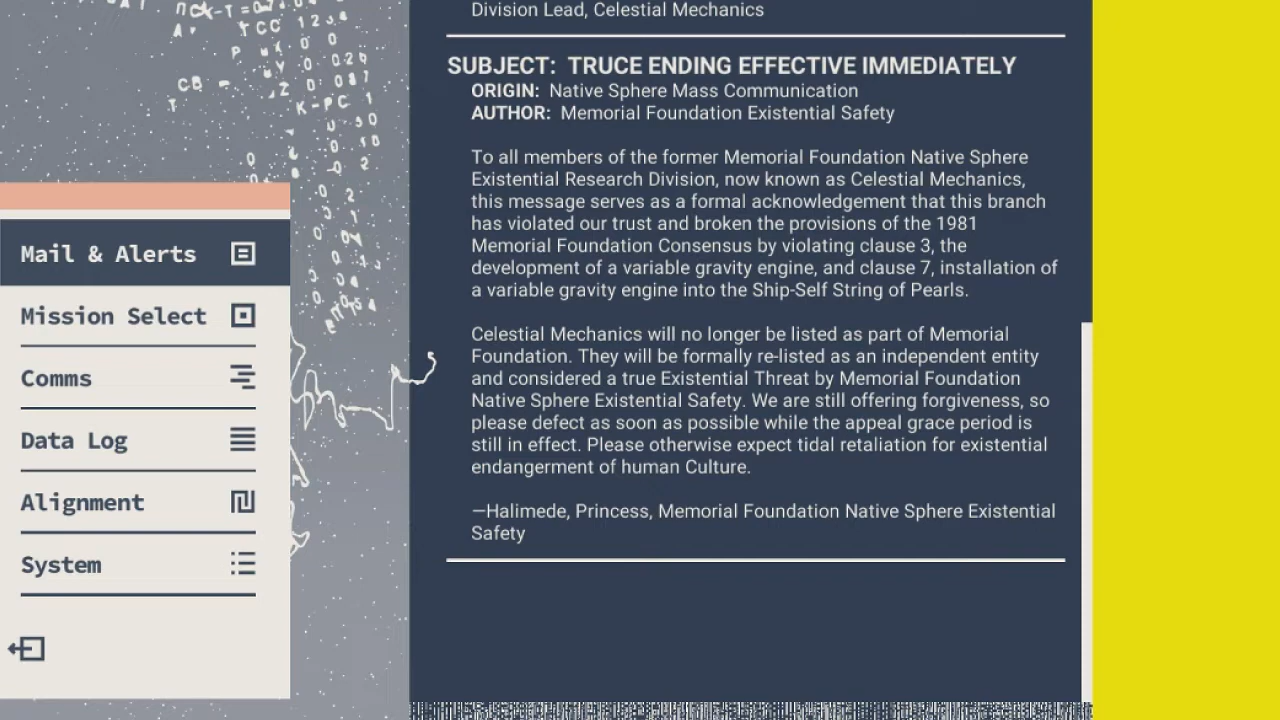 Division Lead, Celestial Mechanics
SUBJECT: TRUCE ENDING EFFECTIVE IMMEDIATELY
ORIGIN: Native Sphere Mass Communication
AUTHOR: Memorial Foundation Existential Safety
To all members of the former Memorial Foundation Native Sphere
Existential Research Division, now known as Celestial Mechanics,
this message serves as a formal acknowledgement that this branch
has violated our trust and broken the provisions of the 1981
Memorial Foundation Consensus by violating clause 3, the
development of a variable gravity engine, and clause 7, installation of
a variable gravity engine into the Ship-Self String of Pearls.
Celestial Mechanics will no longer be listed as part of Memorial
Foundation. They will be formally re-listed as an independent entity
and considered a true Existential Threat by Memorial Foundation
Native Sphere Existential Safety. We are still offering forgiveness, so
please defect as soon as possible while the appeal grace period is
still in effect. Please otherwise expect tidal retaliation for existential
endangerment of human Culture.
—Halimede, Princess, Memorial Foundation Native Sphere Existential
Safety
Mail & Alerts
Mission Select
Comms
Data Log
Alignment
System